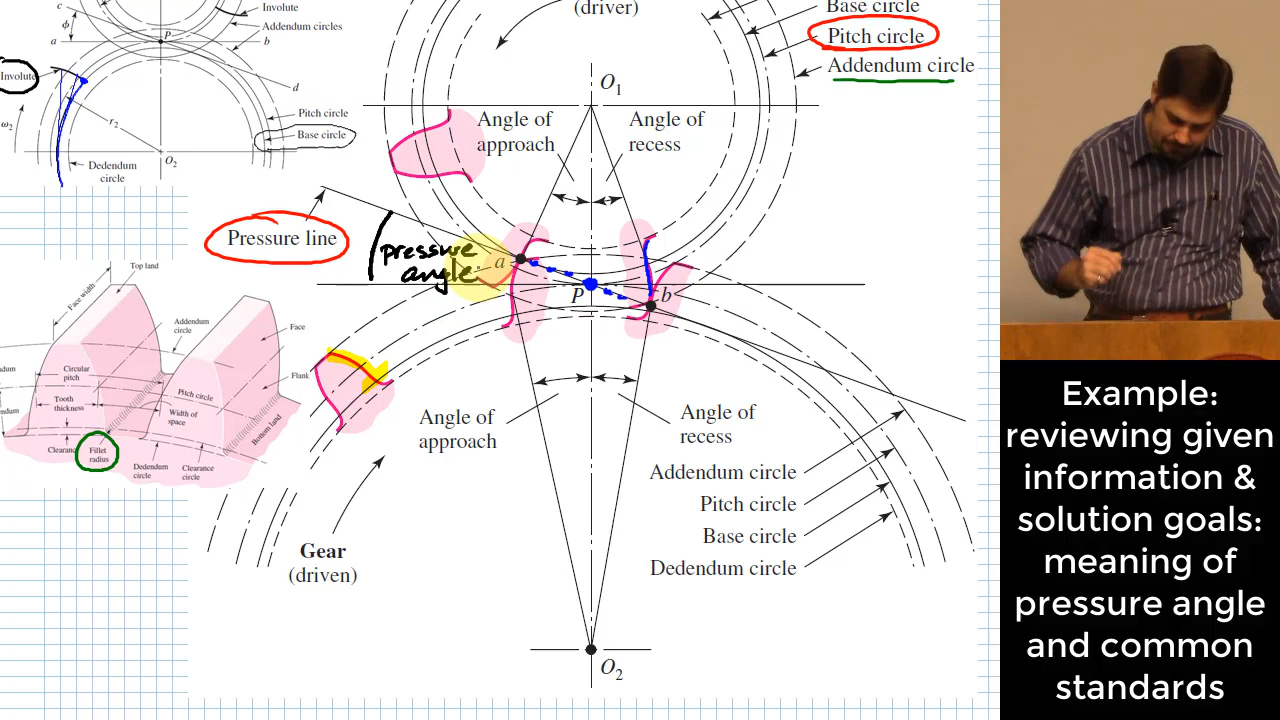 c
Involute
Addendum circles
ϕ
a
P
b
Involute
d
Pitch circle
Base circle
ω2
r2
O2
Dedendum
circle
(driver)
Base circle
Pitch circle
Addendum circle
O1
Angle of
approach
Angle of
recess
Pressure line
pressure
angle
a
P
b
Top land
Face width
Addendum
circle
Face
Circular
pitch
Flank
Tooth
thickness
Pitch circle
Width of
space
Bottom land
Clearance
Fillet
radius
Dedendum
circle
Clearance
circle
Angle of
approach
Angle of
recess
Addendum circle
Pitch circle
Base circle
Dedendum circle
Gear
(driven)
O2
Example:
reviewing given
information &
solution goals:
meaning of
pressure angle
and common
standards